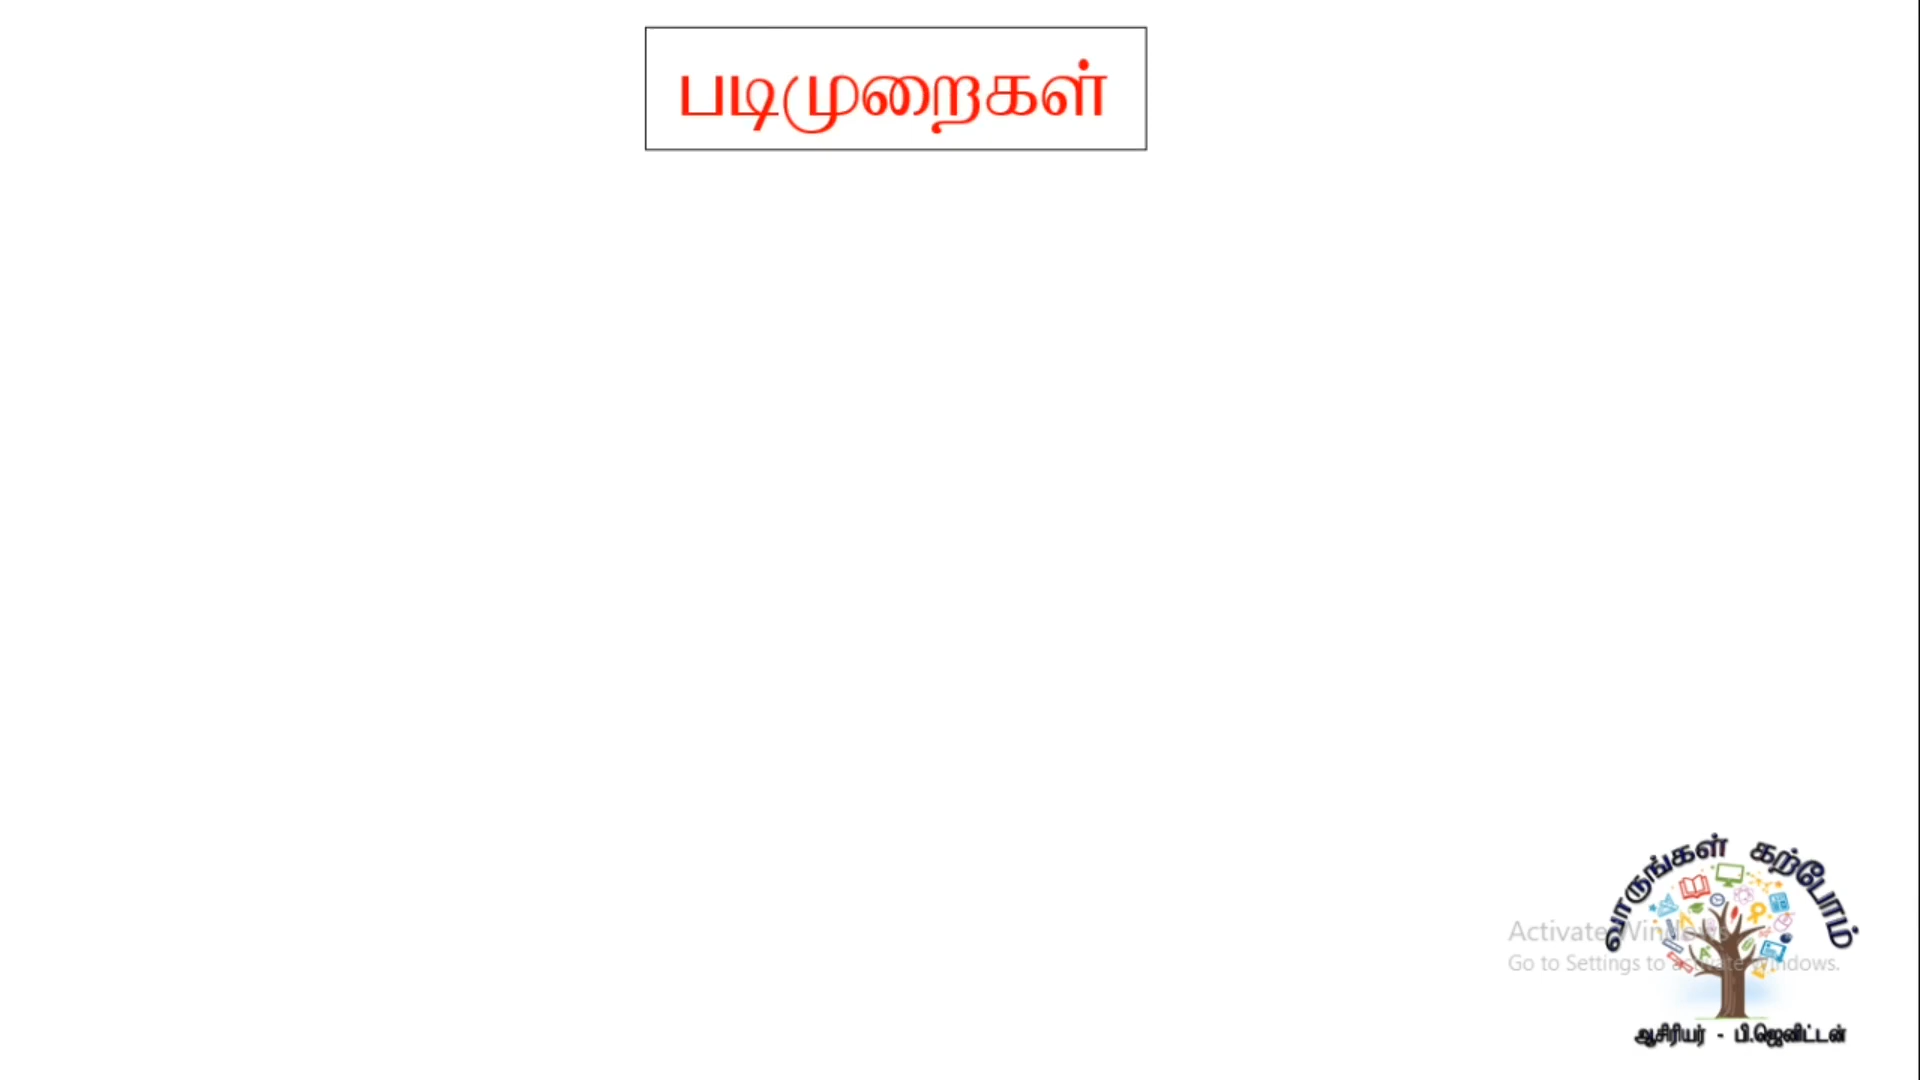 படிமுறைகள்
வாருங்கள் கற்போம்
Activate Windows
Go to Settings to activate Windows.
ஆசிரியர் - பி.ஜெனிட்டன்